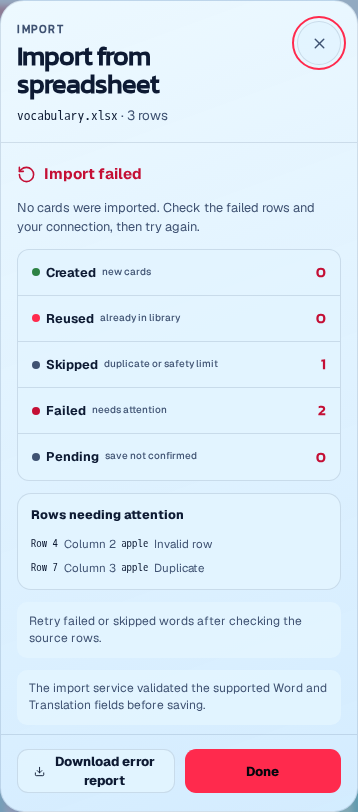 IMPORT
Import from
spreadsheet
vocabulary.xlsx · 3 rows
Import failed
No cards were imported. Check the failed rows and
your connection, then try again.
Created new cards 0
Reused already in library 0
Skipped duplicate or safety limit 1
Failed needs attention 2
Pending save not confirmed 0
Rows needing attention
Row 4 Column 2 apple Invalid row
Row 7 Column 3 apple Duplicate
Retry failed or skipped words after checking the
source rows.
The import service validated the supported Word and
Translation fields before saving.
Download error
report
Done